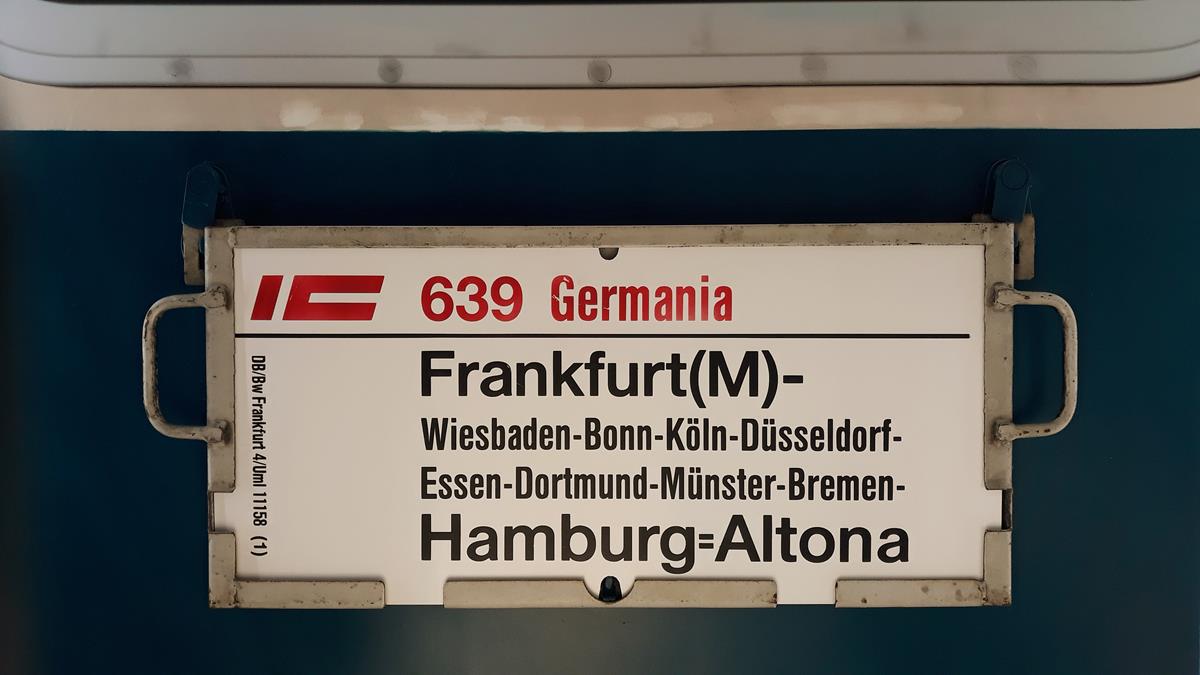 IC 639 Germania
Frankfurt(M)-
Wiesbaden-Bonn-Köln-Düsseldorf-
Essen-Dortmund-Münster-Bremen-
Hamburg=Altona
DB/Bw Frankfurt 4/Uml 11158 (1)